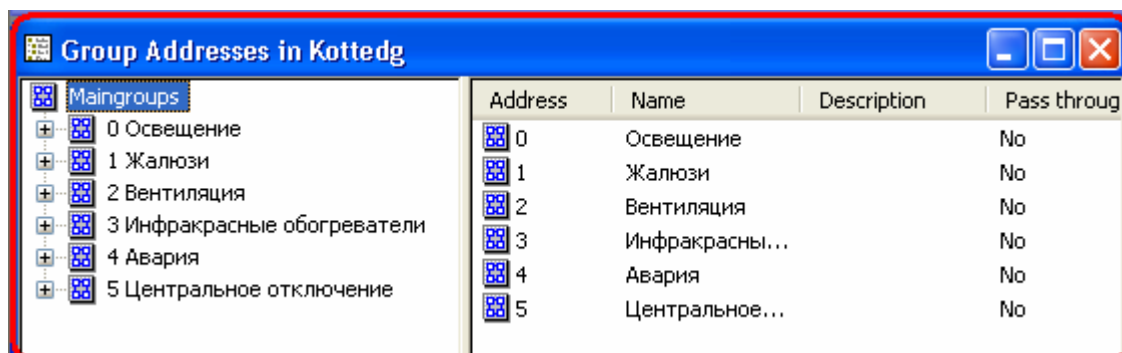 Group Addresses in Kottedg
Maingroups
0 Освещение
1 Жалюзи
2 Вентиляция
3 Инфракрасные обогреватели
4 Авария
5 Центральное отключение
Address Name Description Pass throug
0 Освещение No
1 Жалюзи No
2 Вентиляция No
3 Инфракрасны... No
4 Авария No
5 Центральное... No